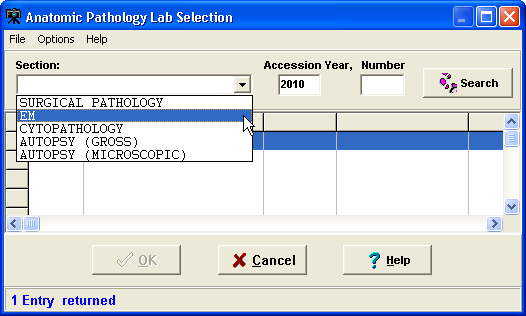 Anatomic Pathology Lab Selection
File Options Help
Section: Accession Year, Number
2010 Search
SURGICAL PATHOLOGY
EM
CYTOPATHOLOGY
AUTOPSY (GROSS)
AUTOPSY (MICROSCOPIC)
OK Cancel Help
1 Entry returned